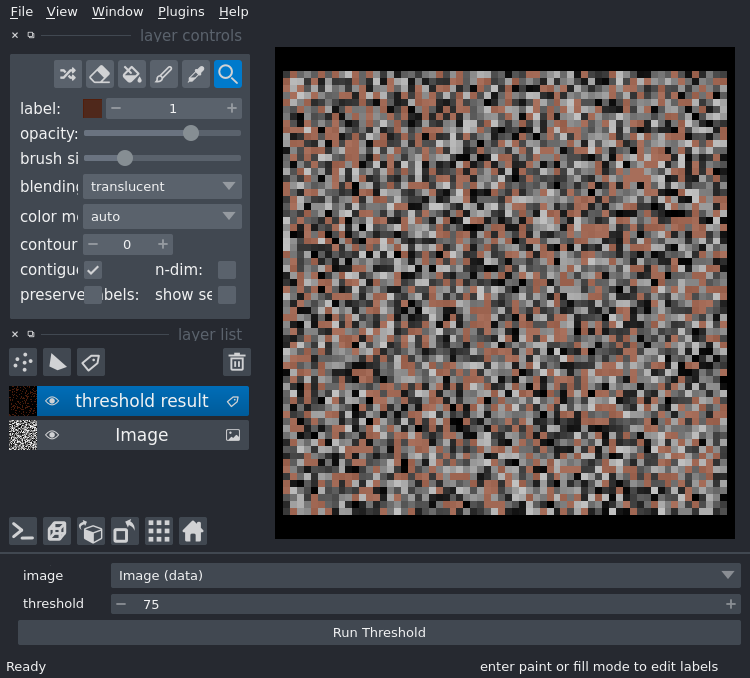 File View Window Plugins Help
layer controls
label: 1
opacity:
brush si
blending translucent
color m auto
contour 0
contigu n-dim:
preserve abels: show se
layer list
threshold result
Image
image Image (data)
threshold 75
Run Threshold
Ready enter paint or fill mode to edit labels